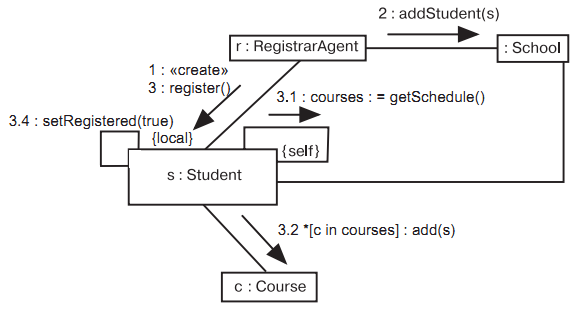 2 : addStudent(s)
r : RegistrarAgent
: School
1 : «create»
3 : register()
3.1 : courses : = getSchedule()
3.4 : setRegistered(true)
{local}
{self}
s : Student
3.2 *[c in courses] : add(s)
c : Course